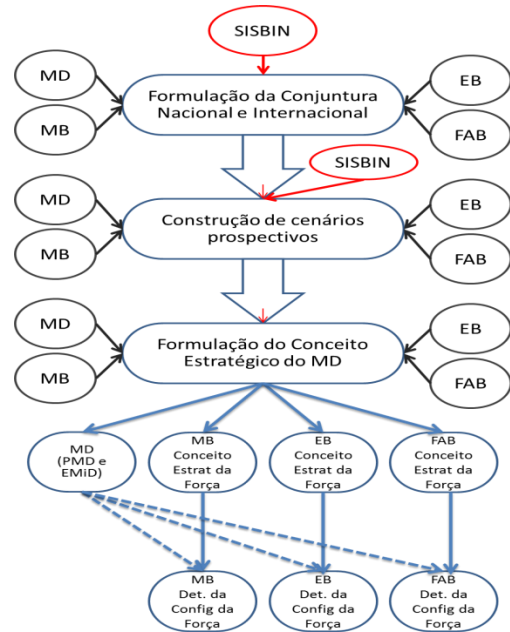 SISBIN
MD
EB
Formulação da Conjuntura
Nacional e Internacional
MB
FAB
SISBIN
MD
EB
Construção de cenários
prospectivos
MB
FAB
MD
EB
Formulação do Conceito
Estratégico do MD
MB
FAB
MD
(PMD e
EMiD)
MB
Conceito
Estrat da
Força
EB
Conceito
Estrat da
Força
FAB
Conceito
Estrat da
Força
MB
Det. da
Config da
Força
EB
Det. da
Config da
Força
FAB
Det. da
Config da
Força